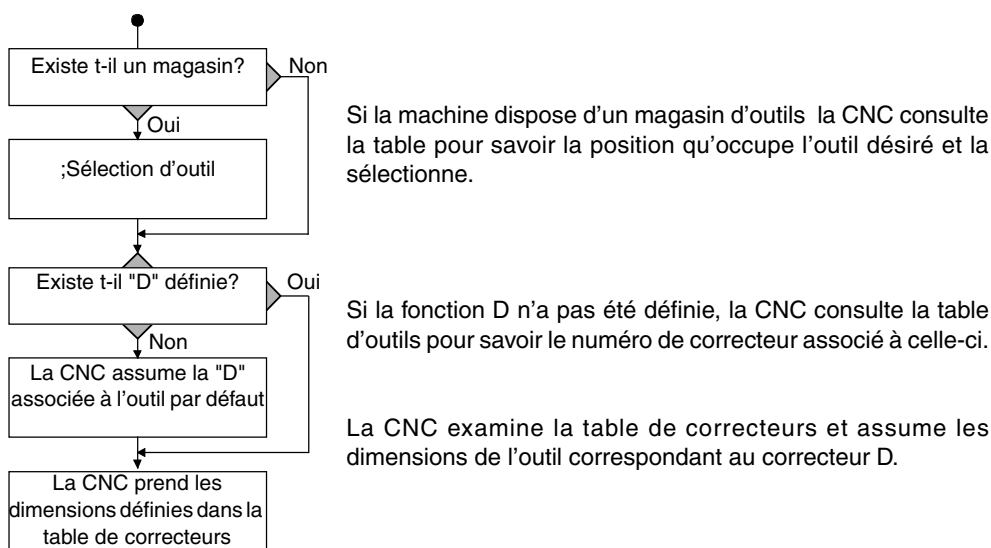 Existe t-il un magasin?
Non
Oui
;Sélection d'outil
Si la machine dispose d'un magasin d'outils la CNC consulte
la table pour savoir la position qu'occupe l'outil désiré et la
sélectionne.
Existe t-il "D" définie?
Oui
Non
Si la fonction D n'a pas été définie, la CNC consulte la table
d'outils pour savoir le numéro de correcteur associé à celle-ci.
La CNC assume la "D"
associée à l'outil par défaut
La CNC examine la table de correcteurs et assume les
dimensions de l'outil correspondant au correcteur D.
La CNC prend les
dimensions définies dans la
table de correcteurs